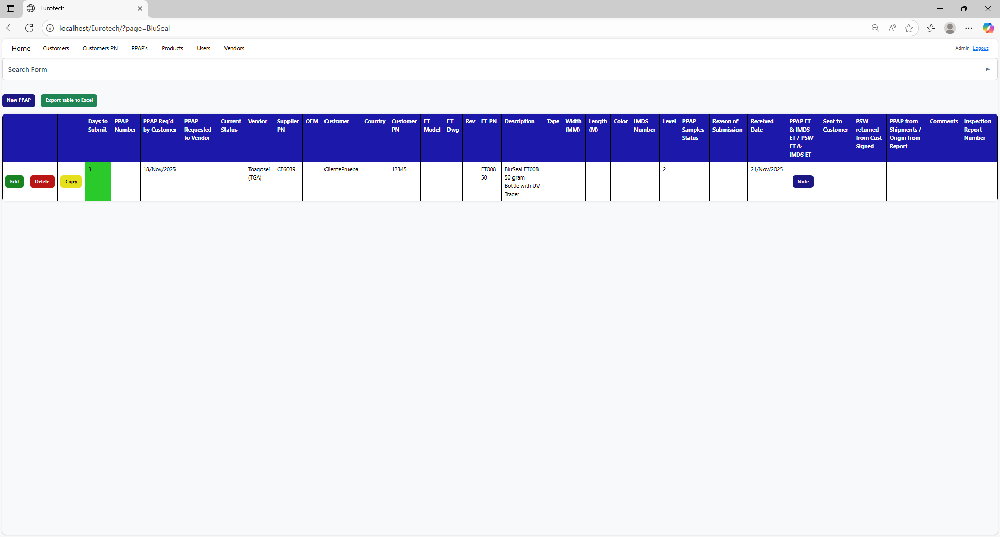 Eurotech
localhost/Eurotech/?page=BluSeal
Home Customers Customers PN PPAP's Products Users Vendors Admin Logout
Search Form
New PPAP Export table to Excel
Days to Submit
PPAP Number
PPAP Req'd by Customer
PPAP Requested to Vendor
Current Status
Vendor
Supplier PN
OEM
Customer
Country
Customer PN
ET Model
ET Dwg
Rev
ET PN
Description
Tape
Width (MM)
Length (M)
Color
IMDS Number
Level
PPAP Samples Status
Reason of Submission
Received Date
PPAP ET & IMDS ET / PSW ET & IMDS ET
Sent to Customer
PSW returned from Cust Signed
PPAP from Shipments / Origin from Report
Comments
Inspection Report Number
Edit
Delete
Copy
3
18/Nov/2025
Toagosei (TGA)
CE6039
ClientePrueba
12345
ET008-50
BluSeal ET008-50 gram Bottle with UV Tracer
2
21/Nov/2025
Note